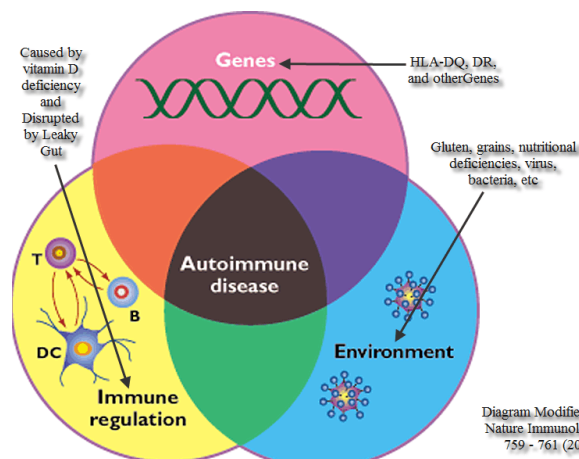 Caused by
vitamin D
deficiency
and
Disrupted
by Leaky
Gut
Genes
HLA-DQ, DR,
and otherGenes
Gluten, grains, nutritional
deficiencies, virus,
bacteria, etc
Autoimmune
disease
T
B
DC
Environment
Immune
regulation
Diagram Modifie
Nature Immunol
759 - 761 (20